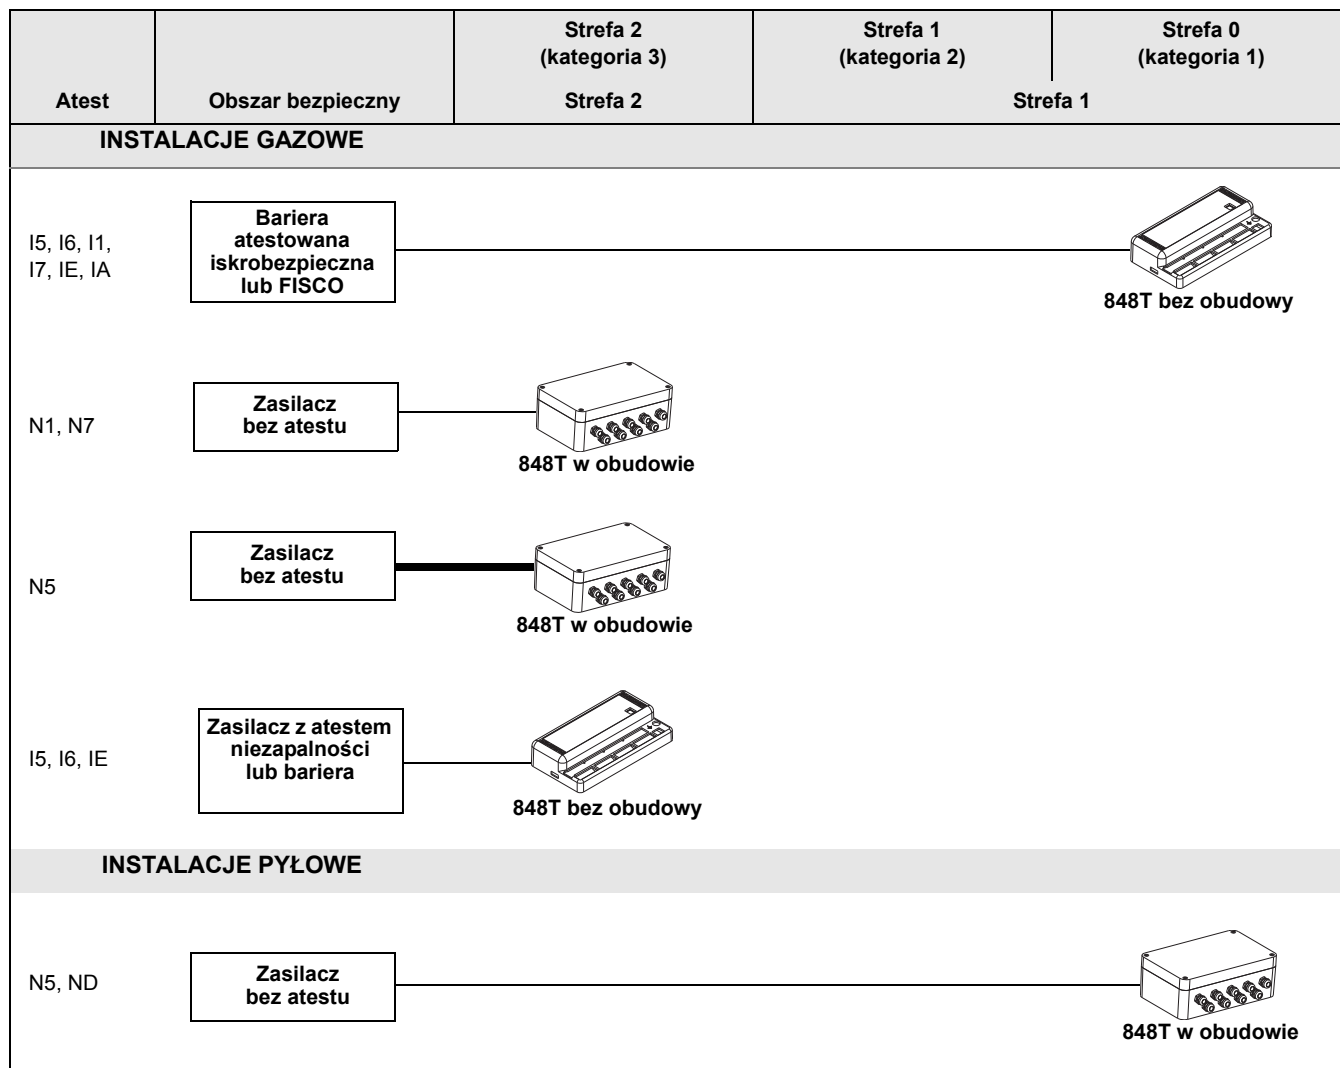 Strefa 2
(kategoria 3)
Strefa 1
(kategoria 2)
Strefa 0
(kategoria 1)
Atest
Obszar bezpieczny
Strefa 2
Strefa 1
INSTALACJE GAZOWE
I5, I6, I1,
I7, IE, IA
Bariera
atestowana
iskrobezpieczna
lub FISCO
848T bez obudowy
N1, N7
Zasilacz
bez atestu
848T w obudowie
N5
Zasilacz
bez atestu
848T w obudowie
I5, I6, IE
Zasilacz z atestem
niezapalności
lub bariera
848T bez obudowy
INSTALACJE PYŁOWE
N5, ND
Zasilacz
bez atestu
848T w obudowie